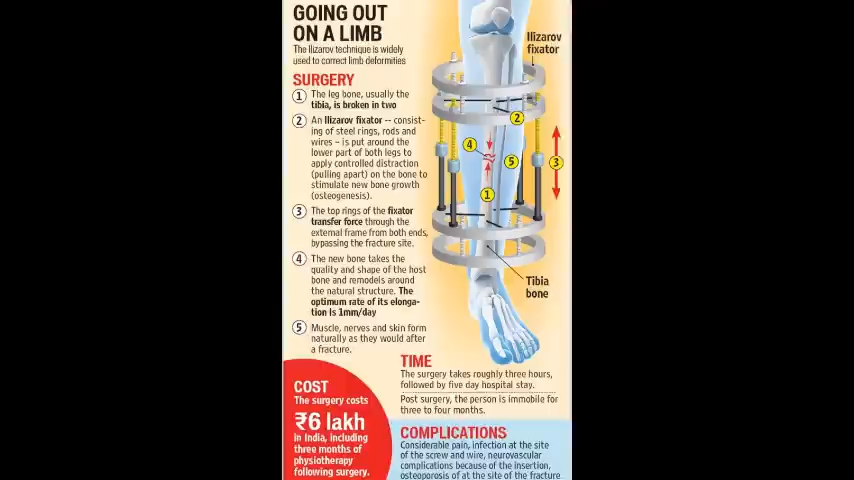 GOING OUT
ON A LIMB
The Ilizarov technique is widely
used to correct limb deformities
SURGERY
1 The leg bone, usually the
tibia, is broken in two
2 An Ilizarov fixator -- consist-
ing of steel rings, rods and
wires – is put around the
lower part of both legs to
apply controlled distraction
(pulling apart) on the bone to
stimulate new bone growth
(osteogenesis).
3 The top rings of the fixator
transfer force through the
external frame from both ends,
bypassing the fracture site.
4 The new bone takes the
quality and shape of the host
bone and remodels around
the natural structure. The
optimum rate of its elonga-
tion is 1mm/day
5 Muscle, nerves and skin form
naturally as they would after
a fracture.
Ilizarov
fixator
2
4
5
3
1
Tibia
bone
TIME
The surgery takes roughly three hours,
followed by five day hospital stay.
Post surgery, the person is immobile for
three to four months.
COST
The surgery costs
₹6 lakh
in India, including
three months of
physiotherapy
following surgery.
COMPLICATIONS
Considerable pain, infection at the site
of the screw and wire, neurovascular
complications because of the insertion,
osteoporosis of at the site of the fracture